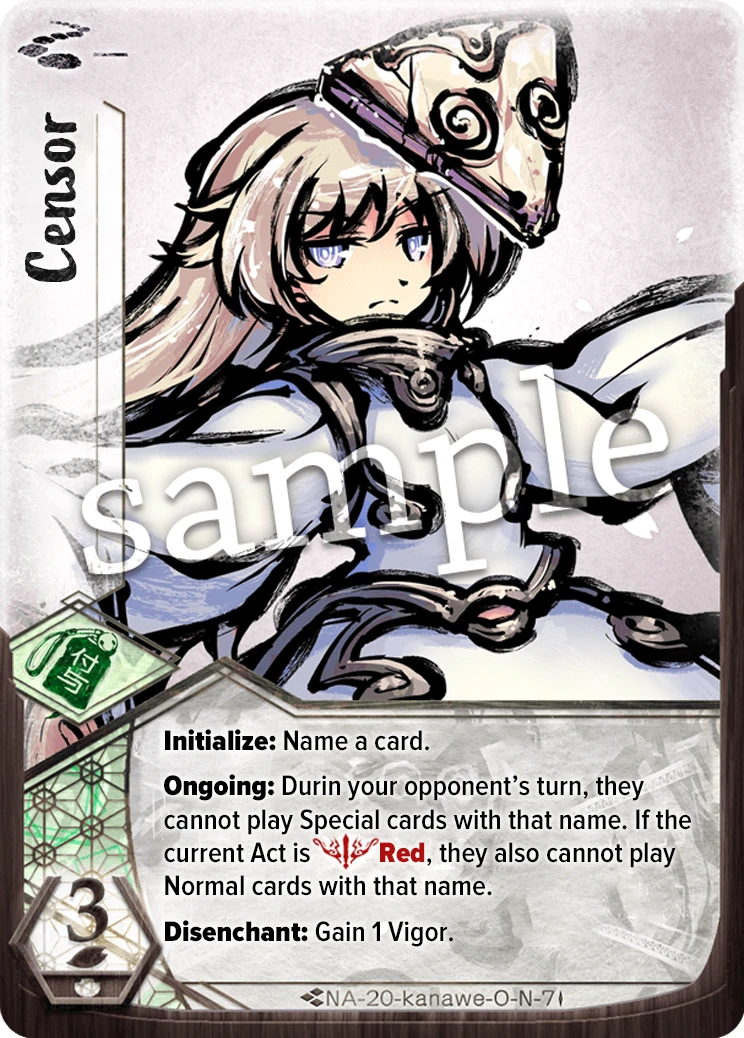 Censor
sample
付与
Initialize: Name a card.
Ongoing: Durin your opponent's turn, they
cannot play Special cards with that name. If the
current Act is Red, they also cannot play
Normal cards with that name.
3
Disenchant: Gain 1 Vigor.
NA-20-kanawe-O-N-7